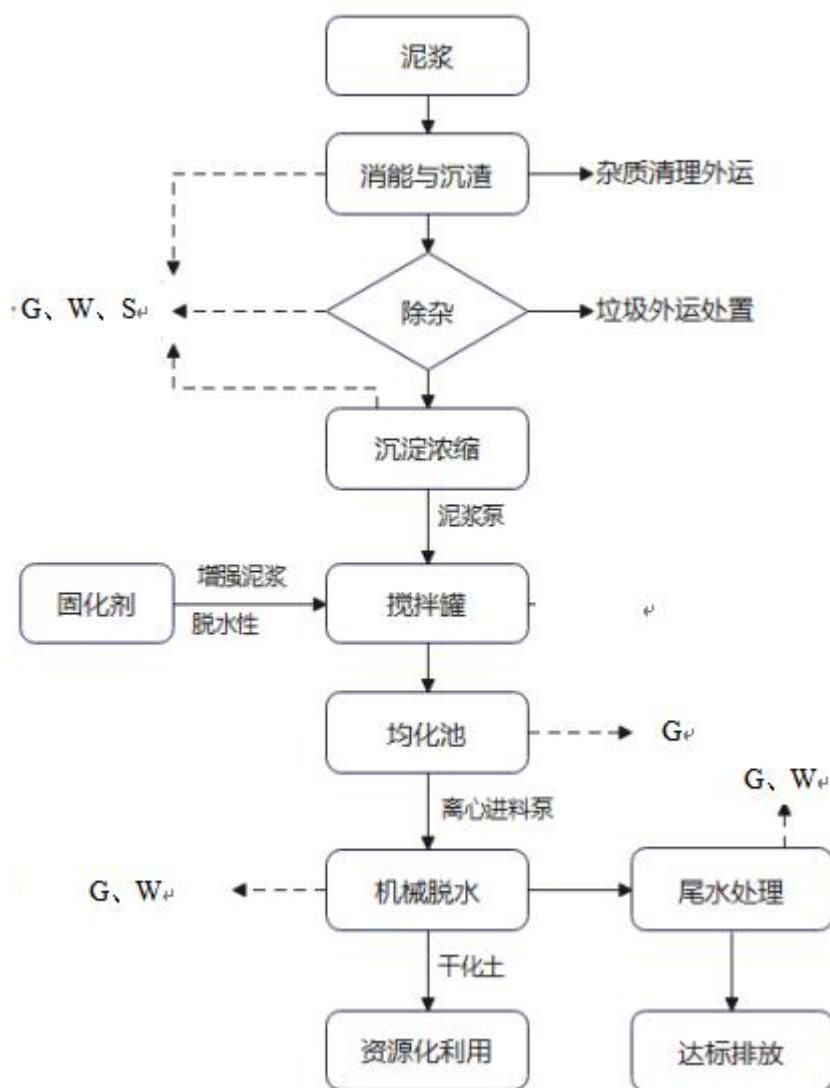 泥浆
消能与沉渣
杂质清理外运
G、W、S
除杂
垃圾外运处置
沉淀浓缩
泥浆泵
固化剂
增强泥浆
脱水性
搅拌罐
均化池
G
离心进料泵
G、W
G、W
机械脱水
尾水处理
干化土
资源化利用
达标排放